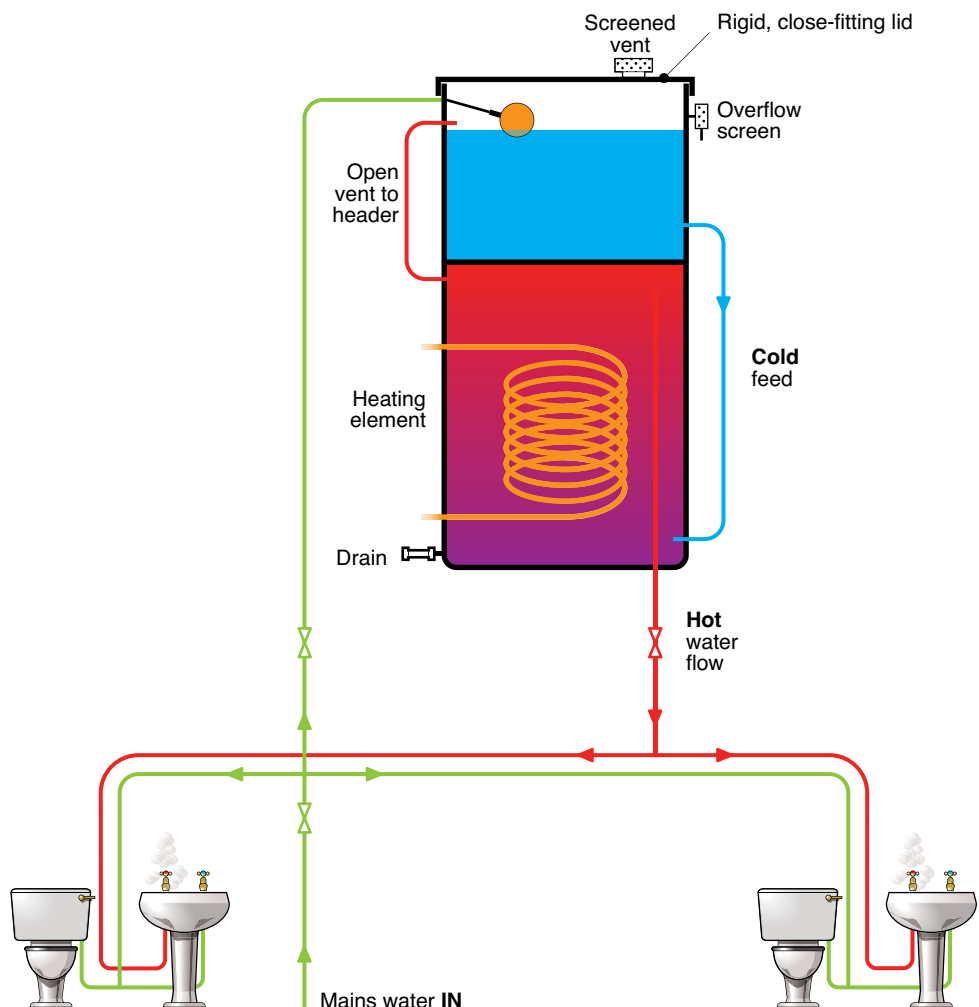 Screened
vent
Rigid, close-fitting lid
Overflow
screen
Open
vent to
header
Cold
feed
Heating
element
Drain
Hot
water
flow
Mains water IN